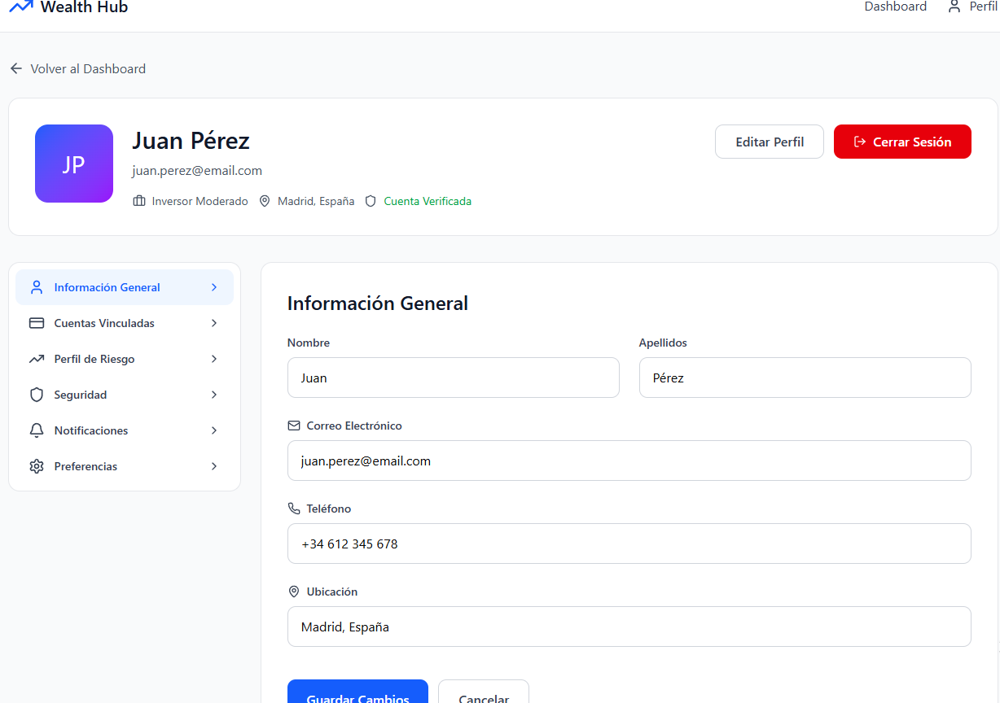 Wealth Hub
Dashboard
Perfil
Volver al Dashboard
JP
Juan Pérez
juan.perez@email.com
Inversor Moderado
Madrid, España
Cuenta Verificada
Editar Perfil
Cerrar Sesión
Información General
Cuentas Vinculadas
Perfil de Riesgo
Seguridad
Notificaciones
Preferencias
Información General
Nombre
Apellidos
Juan
Pérez
Correo Electrónico
juan.perez@email.com
Teléfono
+34 612 345 678
Ubicación
Madrid, España
Guardar Cambios
Cancelar